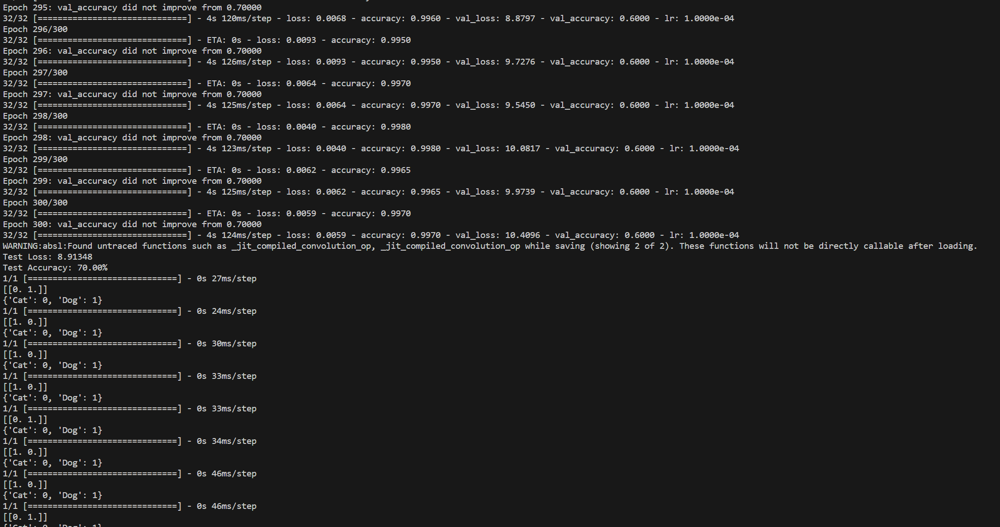 Epoch 295: val_accuracy did not improve from 0.70000
32/32 [==============================] - 4s 120ms/step - loss: 0.0068 - accuracy: 0.9960 - val_loss: 8.8797 - val_accuracy: 0.6000 - lr: 1.0000e-04
Epoch 296/300
32/32 [==============================] - ETA: 0s - loss: 0.0093 - accuracy: 0.9950
Epoch 296: val_accuracy did not improve from 0.70000
32/32 [==============================] - 4s 126ms/step - loss: 0.0093 - accuracy: 0.9950 - val_loss: 9.7276 - val_accuracy: 0.6000 - lr: 1.0000e-04
Epoch 297/300
32/32 [==============================] - ETA: 0s - loss: 0.0064 - accuracy: 0.9970
Epoch 297: val_accuracy did not improve from 0.70000
32/32 [==============================] - 4s 125ms/step - loss: 0.0064 - accuracy: 0.9970 - val_loss: 9.5450 - val_accuracy: 0.6000 - lr: 1.0000e-04
Epoch 298/300
32/32 [==============================] - ETA: 0s - loss: 0.0040 - accuracy: 0.9980
Epoch 298: val_accuracy did not improve from 0.70000
32/32 [==============================] - 4s 123ms/step - loss: 0.0040 - accuracy: 0.9980 - val_loss: 10.0817 - val_accuracy: 0.6000 - lr: 1.0000e-04
Epoch 299/300
32/32 [==============================] - ETA: 0s - loss: 0.0062 - accuracy: 0.9965
Epoch 299: val_accuracy did not improve from 0.70000
32/32 [==============================] - 4s 125ms/step - loss: 0.0062 - accuracy: 0.9965 - val_loss: 9.9739 - val_accuracy: 0.6000 - lr: 1.0000e-04
Epoch 300/300
32/32 [==============================] - ETA: 0s - loss: 0.0059 - accuracy: 0.9970
Epoch 300: val_accuracy did not improve from 0.70000
32/32 [==============================] - 4s 124ms/step - loss: 0.0059 - accuracy: 0.9970 - val_loss: 10.4096 - val_accuracy: 0.6000 - lr: 1.0000e-04
WARNING:absl:Found untraced functions such as _jit_compiled_convolution_op, _jit_compiled_convolution_op while saving (showing 2 of 2). These functions will not be directly callable after loading.
Test Loss: 8.91348
Test Accuracy: 70.00%
1/1 [==============================] - 0s 27ms/step
[[0. 1.]]
{'Cat': 0, 'Dog': 1}
1/1 [==============================] - 0s 24ms/step
[[1. 0.]]
{'Cat': 0, 'Dog': 1}
1/1 [==============================] - 0s 30ms/step
[[1. 0.]]
{'Cat': 0, 'Dog': 1}
1/1 [==============================] - 0s 33ms/step
[[1. 0.]]
{'Cat': 0, 'Dog': 1}
1/1 [==============================] - 0s 33ms/step
[[0. 1.]]
{'Cat': 0, 'Dog': 1}
1/1 [==============================] - 0s 34ms/step
[[1. 0.]]
{'Cat': 0, 'Dog': 1}
1/1 [==============================] - 0s 46ms/step
[[1. 0.]]
{'Cat': 0, 'Dog': 1}
1/1 [==============================] - 0s 46ms/step
[[0. 1.]]
{'Cat': 0, 'Dog': 1}